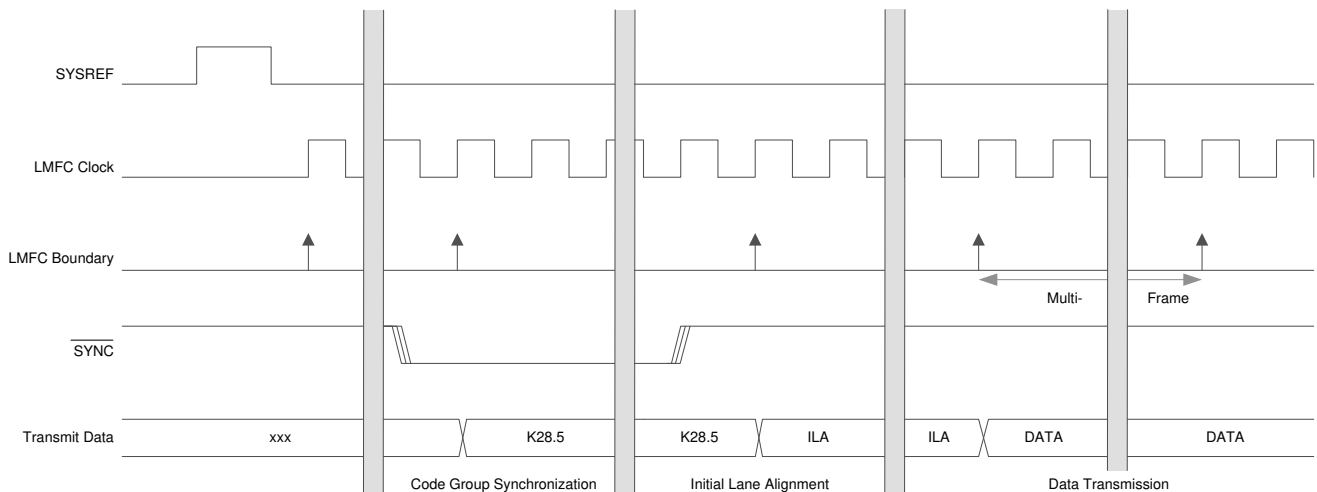 SYSREF
LMFC Clock
LMFC Boundary
Multi-
Frame
SYNC
Transmit Data
xxx
K28.5
K28.5
ILA
ILA
DATA
DATA
Code Group Synchronization
Initial Lane Alignment
Data Transmission